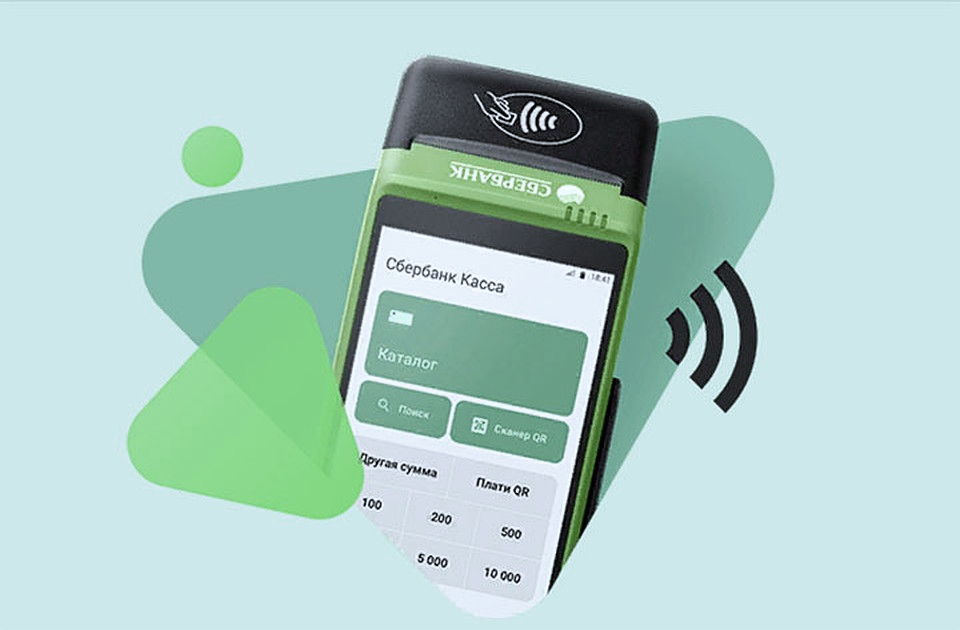 СБЕРБАНК
18:41
Сбербанк Касса
Каталог
Поиск
Сканер QR
Другая сумма
Плати QR
100
200
500
5 000
10 000